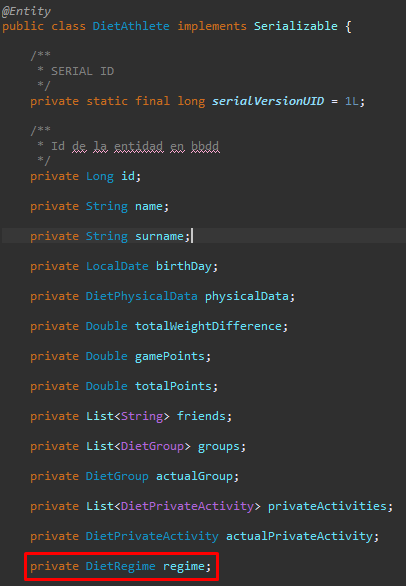 @Entity
public class DietAthlete implements Serializable {
/**
* SERIAL ID
*/
private static final long serialVersionUID = 1L;
/**
* Id de la entidad en bbdd
*/
private Long id;
private String name;
private String surname;
private LocalDate birthDay;
private DietPhysicalData physicalData;
private Double totalWeightDifference;
private Double gamePoints;
private Double totalPoints;
private List<String> friends;
private List<DietGroup> groups;
private DietGroup actualGroup;
private List<DietPrivateActivity> privateActivities;
private DietPrivateActivity actualPrivateActivity;
private DietRegime regime;